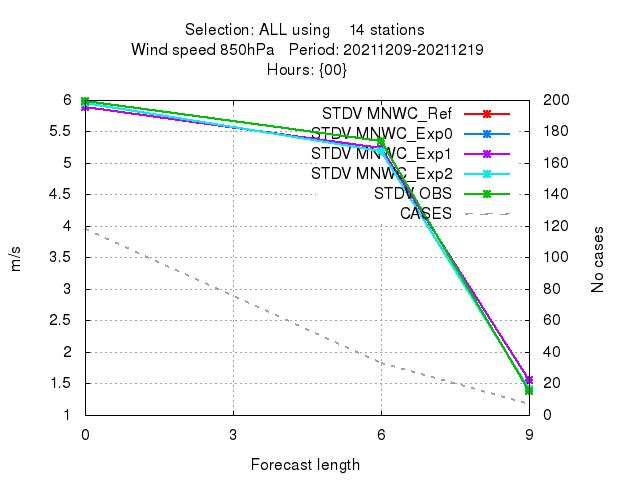 Selection: ALL using 14 stations
Wind speed 850hPa Period: 20211209-20211219
Hours: {00}
6 200
5.5 180
5 160
4.5 140
4 120
3.5 100
3 80
2.5 60
2 40
1.5 20
1 0
STDV MNWC_Ref
STDV MNWC_Exp0
STDV MNWC_Exp1
STDV MNWC_Exp2
STDV OBS
CASES
m/s
No cases
0 3 6 9
Forecast length